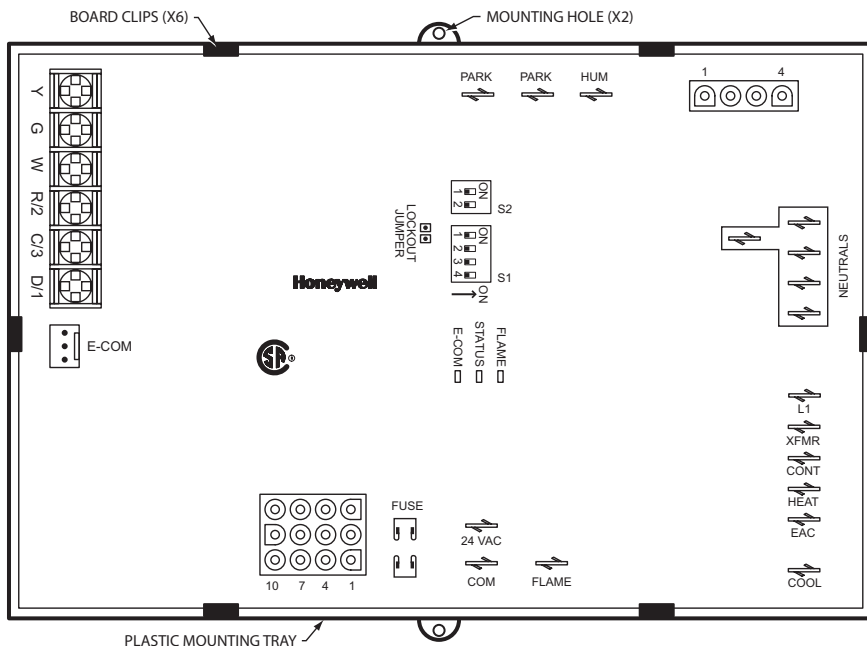 BOARD CLIPS (X6)
MOUNTING HOLE (X2)
PARK
PARK
HUM
1
4
Y
G
W
R/2
C/3
D/1
LOCKOUT
JUMPER
ON
1
2
S2
ON
1
2
3
4
S1
ON
NEUTRALS
Honeywell
E-COM
SA
E-COM
STATUS
FLAME
L1
XFMR
CONT
HEAT
EAC
COOL
FUSE
24 VAC
COM
FLAME
10
7
4
1
PLASTIC MOUNTING TRAY